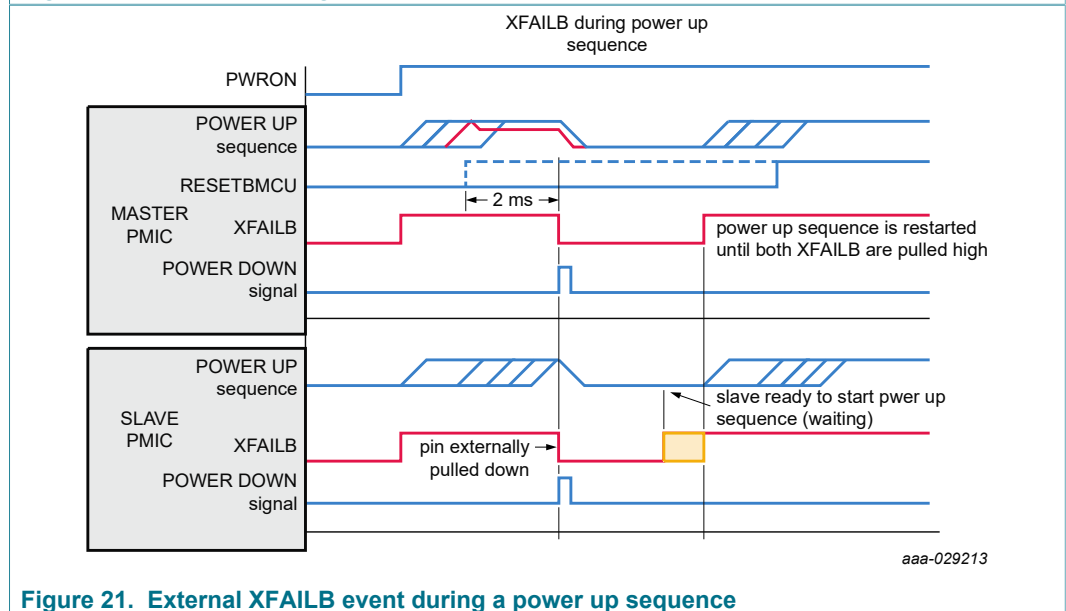 XFAILB during power up
sequence
PWRON
POWER UP
sequence
RESETBMCU
2 ms
MASTER
PMIC
XFAILB
power up sequence is restarted
until both XFAILB are pulled high
POWER DOWN
signal
POWER UP
sequence
slave ready to start pwer up
sequence (waiting)
SLAVE
PMIC
XFAILB
pin externally
pulled down
POWER DOWN
signal
aaa-029213
Figure 21. External XFAILB event during a power up sequence